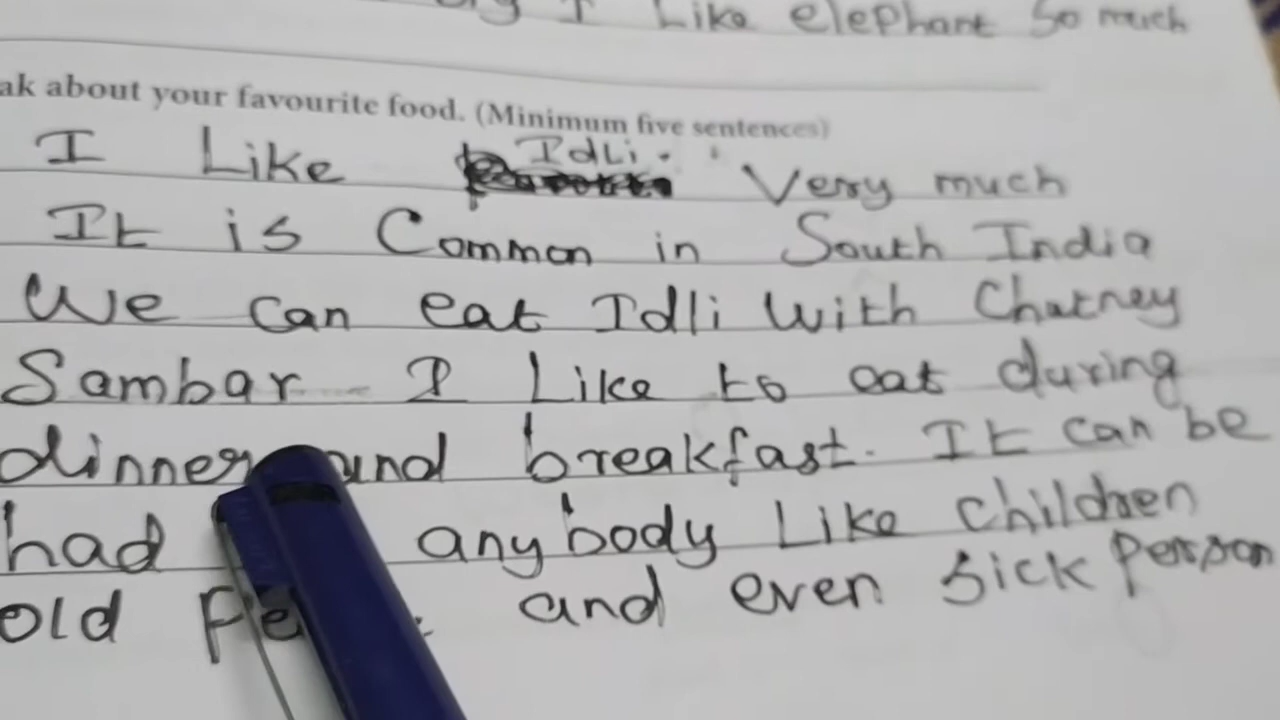 I Like elephant so much
ak about your favourite food. (Minimum five sentences)
I Like Idli. Very much
It is Common in South India
We can eat Idli with Chatney
Sambar I Like to eat during
dinner and breakfast. It can be
had anybody Like children
old and even sick person